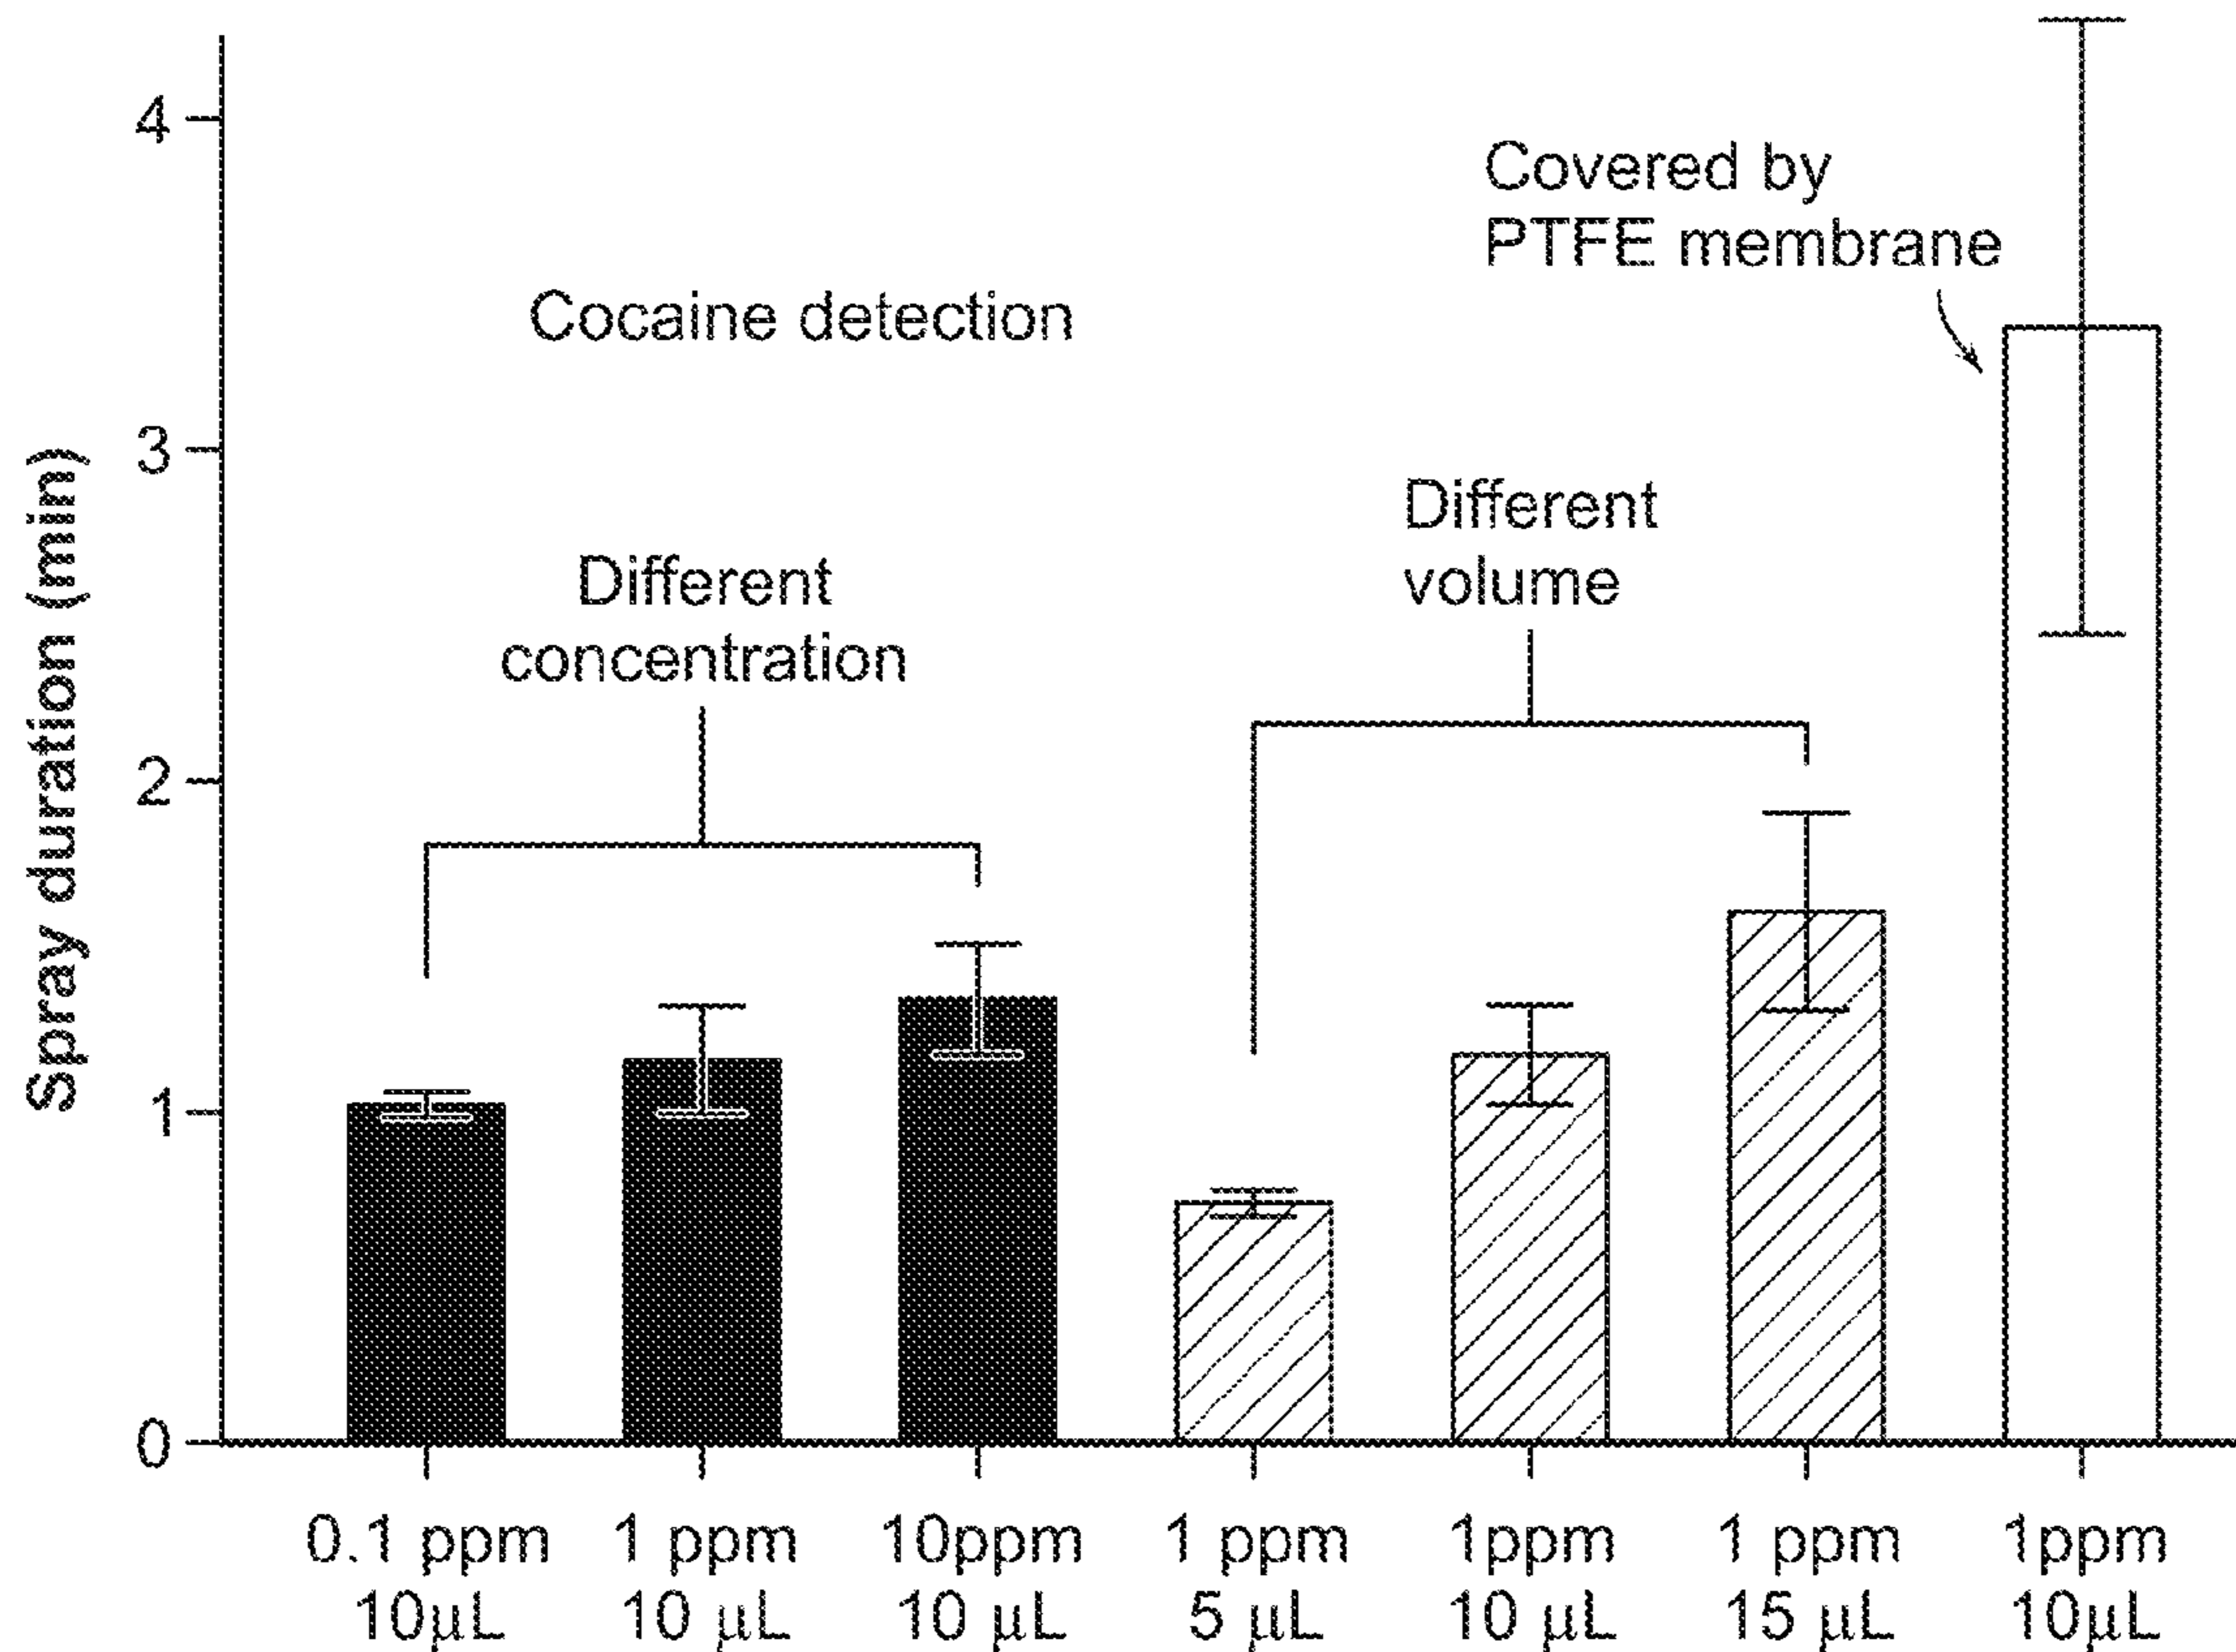 Spray duration (min)
4
3
2
1
0
Cocaine detection
Different
concentration
Different
volume
Covered by
PTFE membrane
0.1 ppm
10μL
1 ppm
10 μL
10ppm
10 μL
1 ppm
5 μL
1ppm
10 μL
1 ppm
15 μL
1ppm
10μL